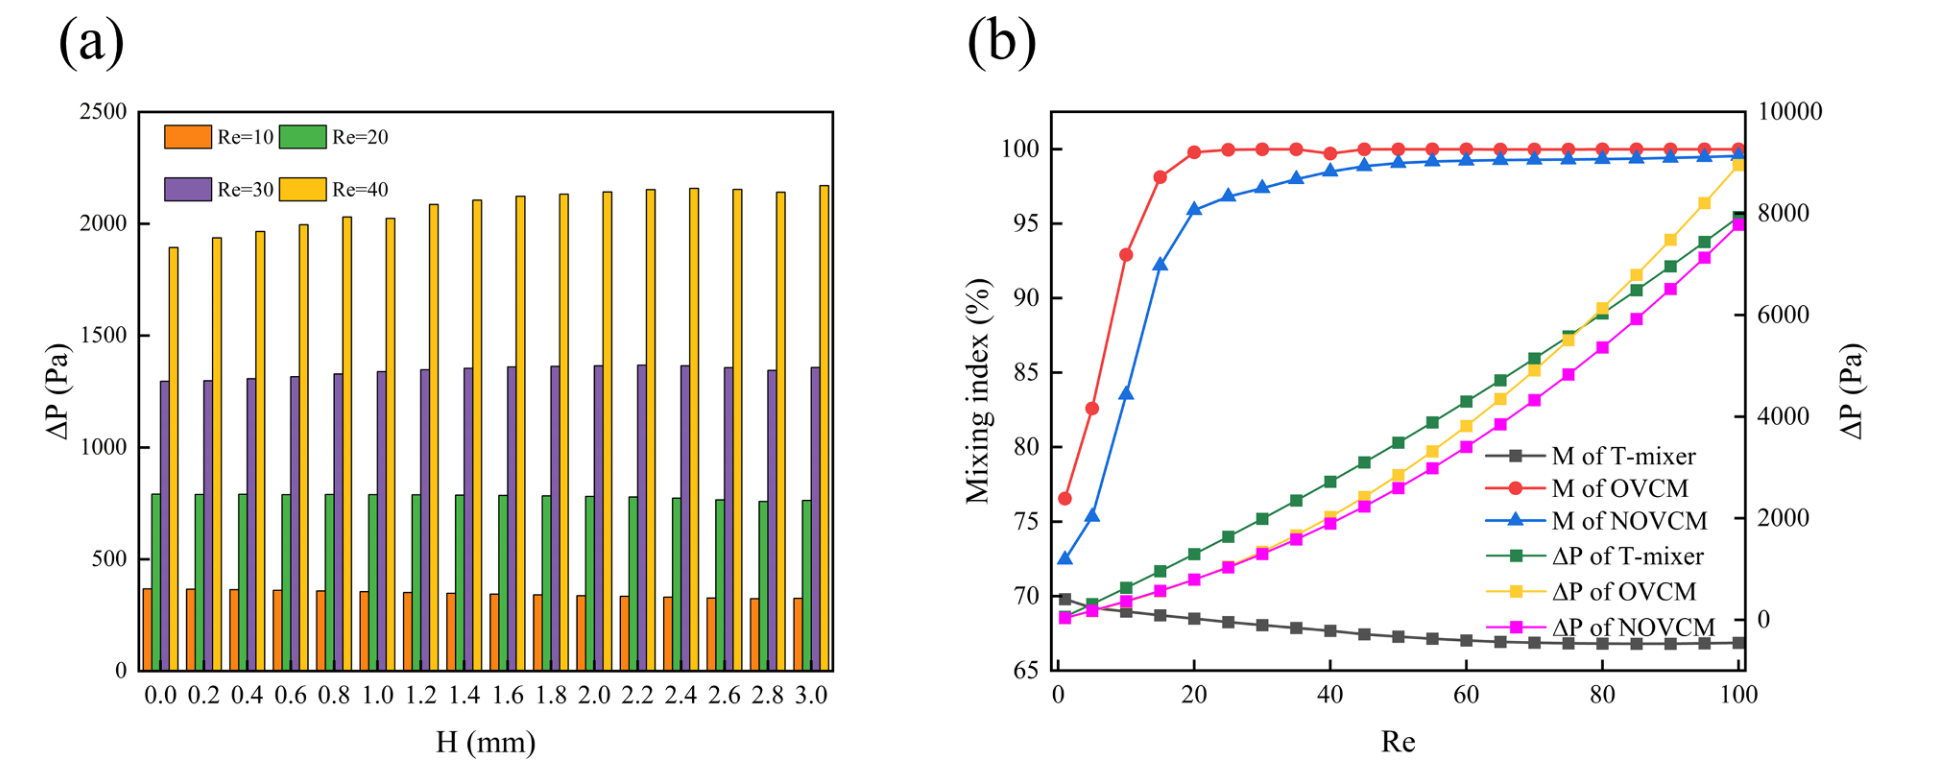 (a)
2500
2000
1500
1000
500
0
ΔP (Pa)
Re=10 Re=20
Re=30 Re=40
0.0 0.2 0.4 0.6 0.8 1.0 1.2 1.4 1.6 1.8 2.0 2.2 2.4 2.6 2.8 3.0
H (mm)
(b)
100
95
90
85
80
75
70
65
Mixing index (%)
10000
8000
6000
4000
2000
0
ΔP (Pa)
M of T-mixer
M of OVCM
M of NOVCM
ΔP of T-mixer
ΔP of OVCM
ΔP of NOVCM
0 20 40 60 80 100
Re